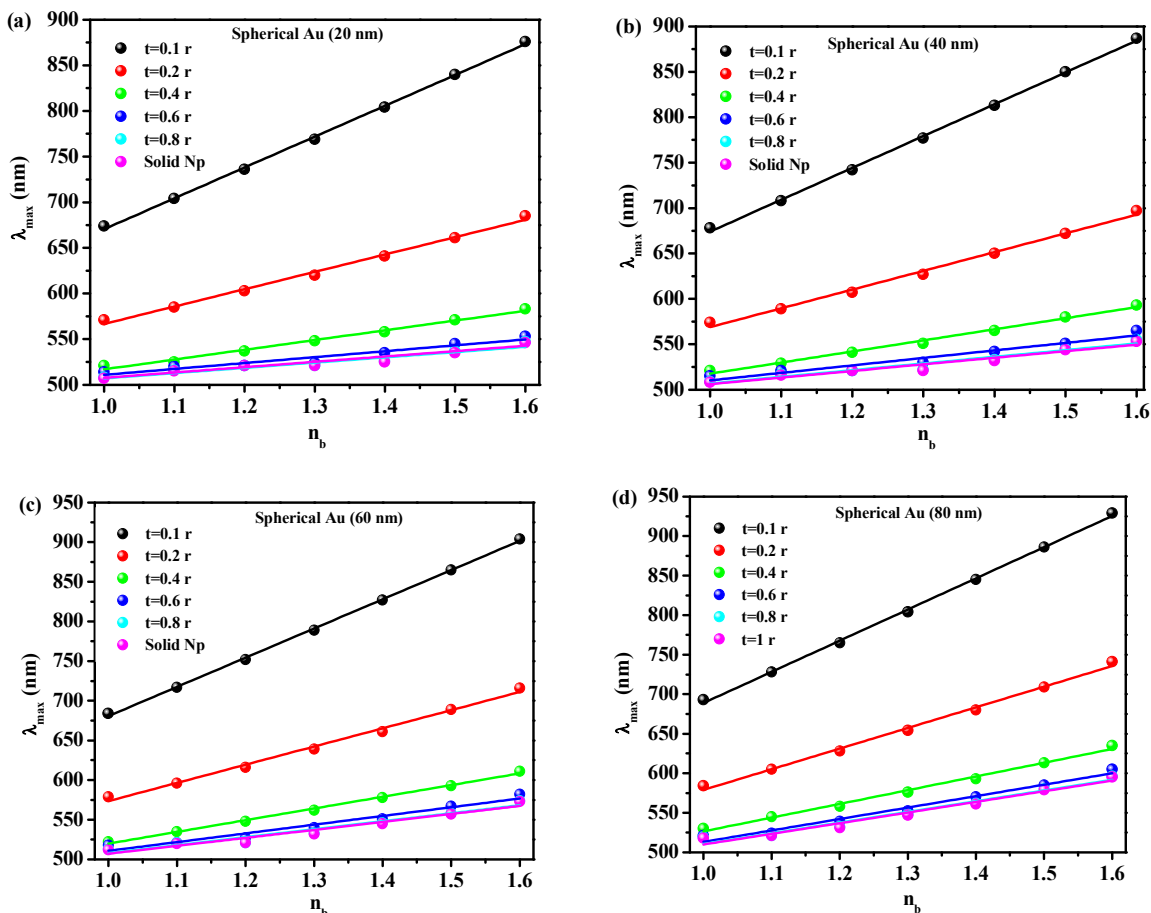 (a)
Spherical Au (20 nm)
t=0.1 r
t=0.2 r
t=0.4 r
t=0.6 r
t=0.8 r
Solid Np
900
850
800
750
700
650
600
550
500
λmax (nm)
1.0 1.1 1.2 1.3 1.4 1.5 1.6
nb
(b)
Spherical Au (40 nm)
t=0.1 r
t=0.2 r
t=0.4 r
t=0.6 r
t=0.8 r
Solid Np
900
850
800
750
700
650
600
550
500
λmax (nm)
1.0 1.1 1.2 1.3 1.4 1.5 1.6
nb
(c)
Spherical Au (60 nm)
t=0.1 r
t=0.2 r
t=0.4 r
t=0.6 r
t=0.8 r
Solid Np
950
900
850
800
750
700
650
600
550
500
λmax (nm)
1.0 1.1 1.2 1.3 1.4 1.5 1.6
nb
(d)
Spherical Au (80 nm)
t=0.1 r
t=0.2 r
t=0.4 r
t=0.6 r
t=0.8 r
t=1 r
950
900
850
800
750
700
650
600
550
500
λmax (nm)
1.0 1.1 1.2 1.3 1.4 1.5 1.6
nb